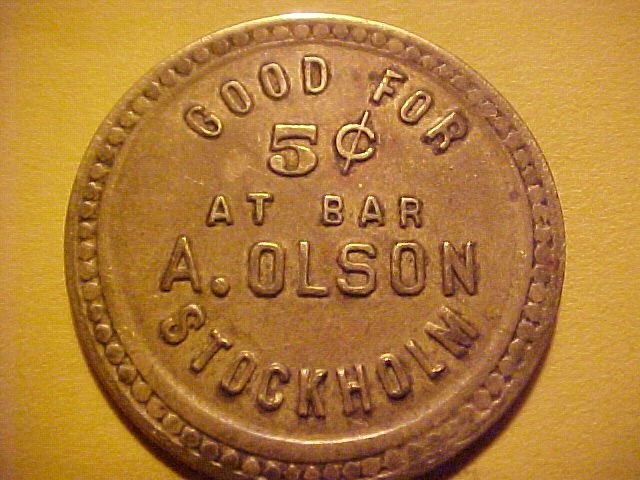 GOOD FOR
5¢
AT BAR
A. OLSON
STOCKHOLM